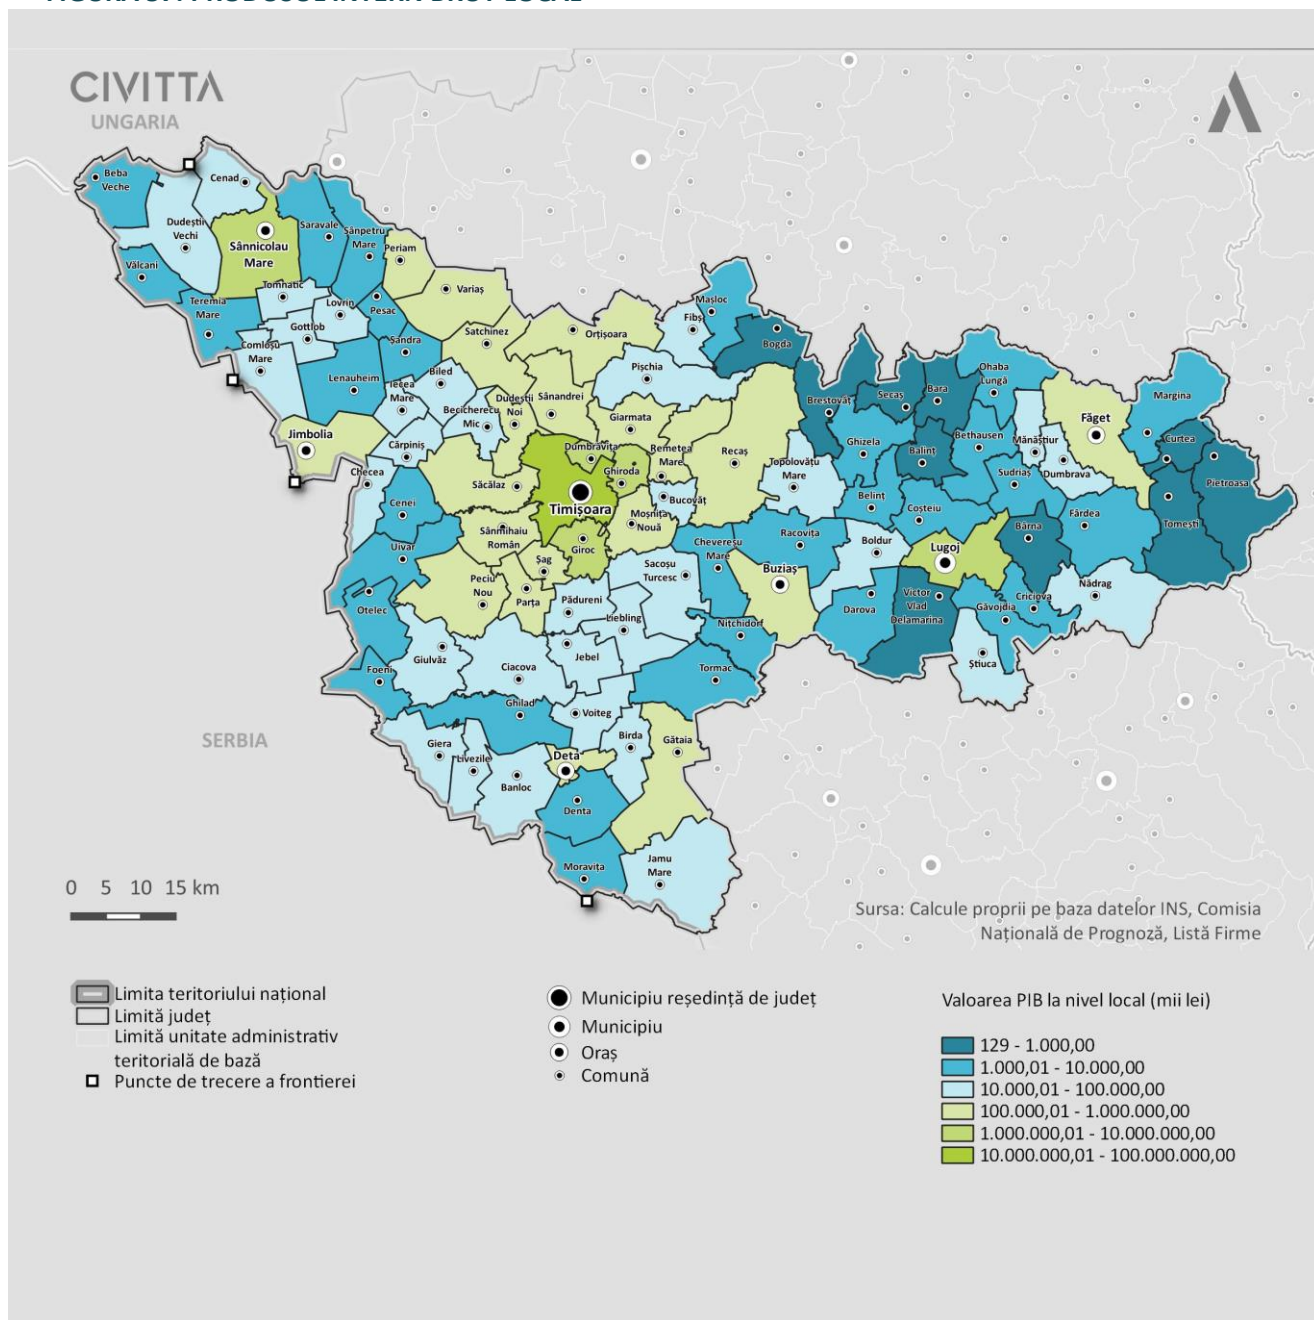 CIVITTA
UNGARIA
Beba
Veche
Cenad
Dudeștii
Vechi
Sânnicolau
Mare
Saravale
Sânpetru
Mare
Periam
Vălcani
Variaș
Teremia
Mare
Tomnatic
Lovrin
Pesac
Gottlob
Satchinez
Orțișoara
Mașloc
Fibiș
Bogda
Comloșu
Mare
Șandra
Lenauheim
Biled
Iecea
Mare
Becicherecu
Mic
Dudeștii
Noi
Sânandrei
Pișchia
Giarmata
Brestovăț
Secaș
Bara
Ohaba
Lungă
Margina
Făget
Jimbolia
Cărpiniș
Checea
Dumbrăvița
Remetea
Mare
Recaș
Ghizela
Balinț
Bethausen
Mănăștiur
Dumbrava
Curtea
Pietroasa
Săcălaz
Timișoara
Ghiroda
Bucovăț
Topolovățu
Mare
Belinț
Sudriaș
Cenei
Moșnița
Nouă
Coșteiu
Fârdea
Tomești
Sânmihaiu
Român
Giroc
Chevereșu
Mare
Racovița
Boldur
Lugoj
Bârna
Uivar
Șag
Sacoșu
Turcesc
Buziaș
Otelec
Peciu
Nou
Parța
Pădureni
Liebling
Nițchidorf
Darova
Victor
Vlad
Delamarina
Găvojdia
Criciova
Nădrag
Foeni
Giulvăz
Ciacova
Jebel
Tormac
Știuca
Ghilad
Voiteg
SERBIA
Giera
Livezile
Banloc
Deta
Birda
Gătaia
Denta
Moravița
Jamu
Mare
0 5 10 15 km
Sursa: Calcule proprii pe baza datelor INS, Comisia
Națională de Prognoză, Listă Firme
Limita teritoriului național
Limită județ
Limită unitate administrativ
teritorială de bază
Puncte de trecere a frontierei
Municipiu reședință de județ
Municipiu
Oraș
Comună
Valoarea PIB la nivel local (mii lei)
129 - 1.000,00
1.000,01 - 10.000,00
10.000,01 - 100.000,00
100.000,01 - 1.000.000,00
1.000.000,01 - 10.000.000,00
10.000.000,01 - 100.000.000,00